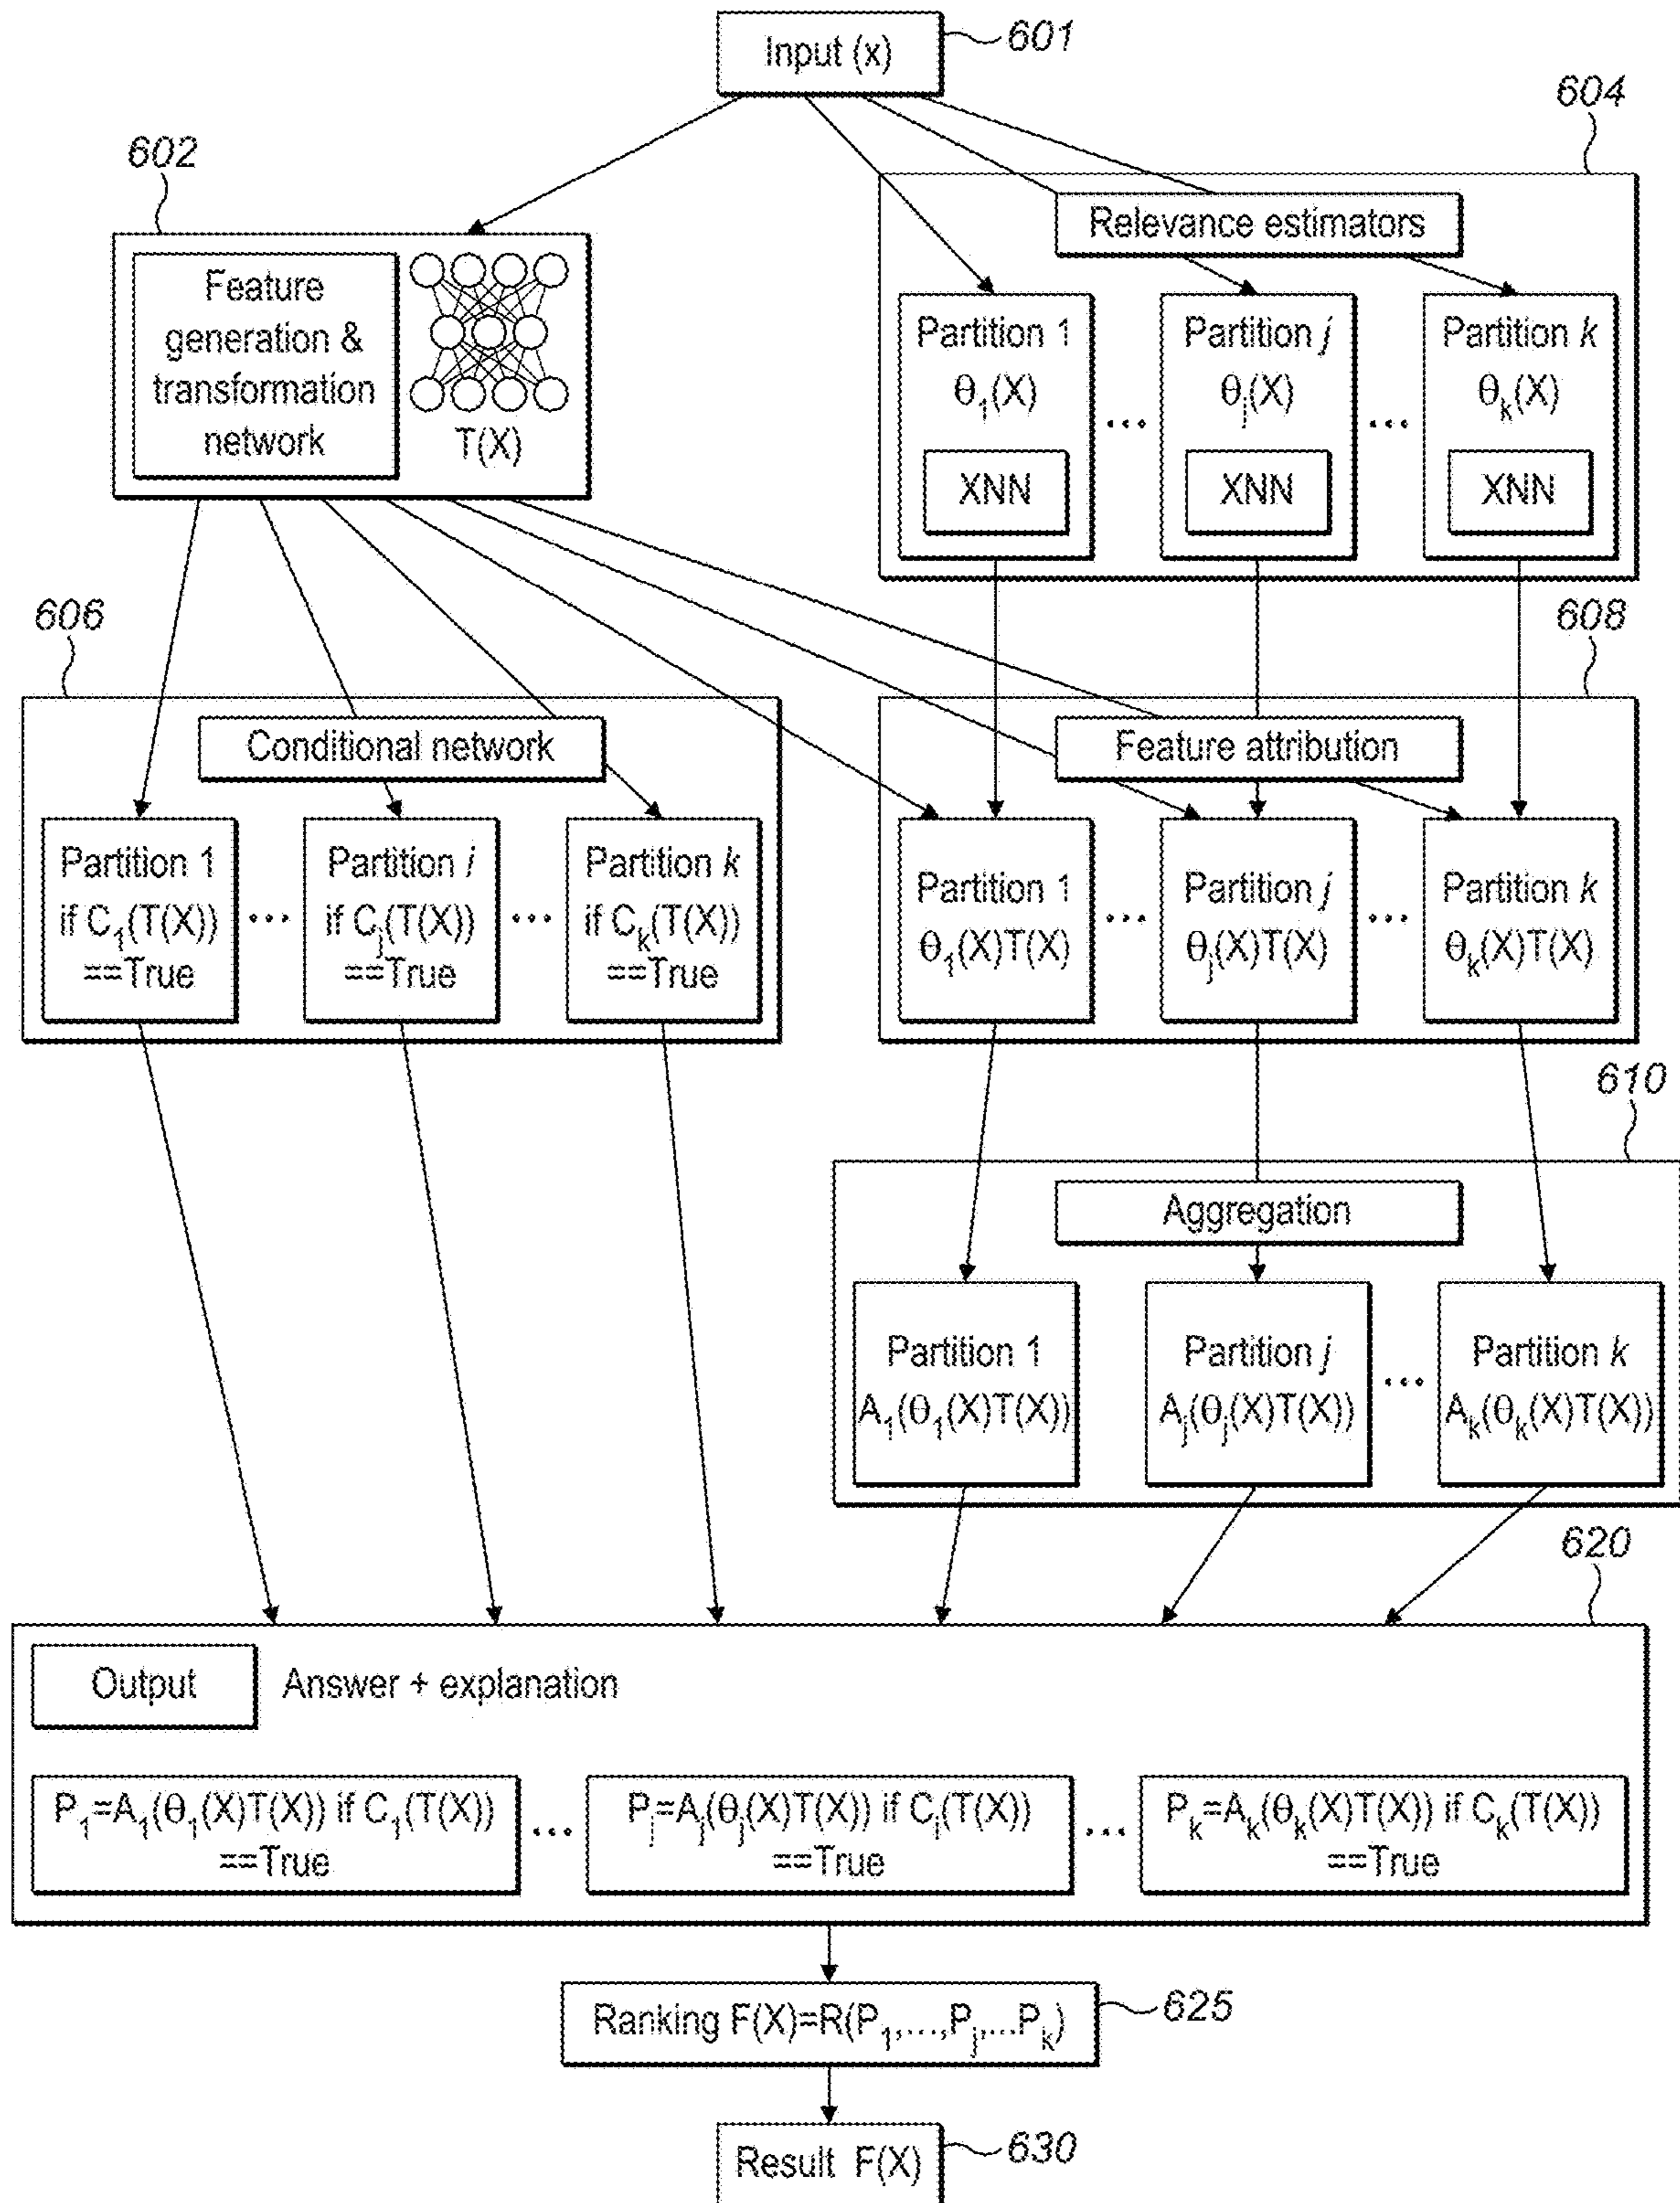 Input (x)
601
604
602
Relevance estimators
Feature
generation &
transformation
network
T(X)
Partition 1
θ₁(X)
XNN
...
Partition j
θⱼ(X)
XNN
...
Partition k
θₖ(X)
XNN
606
608
Conditional network
Partition 1
if C₁(T(X))
==True
...
Partition i
if Cⱼ(T(X))
==True
...
Partition k
if Cₖ(T(X))
==True
Feature attribution
Partition 1
θ₁(X)T(X)
...
Partition j
θⱼ(X)T(X)
...
Partition k
θₖ(X)T(X)
610
Aggregation
Partition 1
A₁(θ₁(X)T(X))
Partition j
Aⱼ(θⱼ(X)T(X))
...
Partition k
Aₖ(θₖ(X)T(X))
620
Output
Answer + explanation
P₁=A₁(θ₁(X)T(X)) if C₁(T(X))
==True
...
Pⱼ=Aⱼ(θⱼ(X)T(X)) if Cᵢ(T(X))
==True
...
Pₖ=Aₖ(θₖ(X)T(X)) if Cₖ(T(X))
==True
Ranking F(X)=R(P₁,...,Pⱼ,...Pₖ)
625
Result F(X)
630